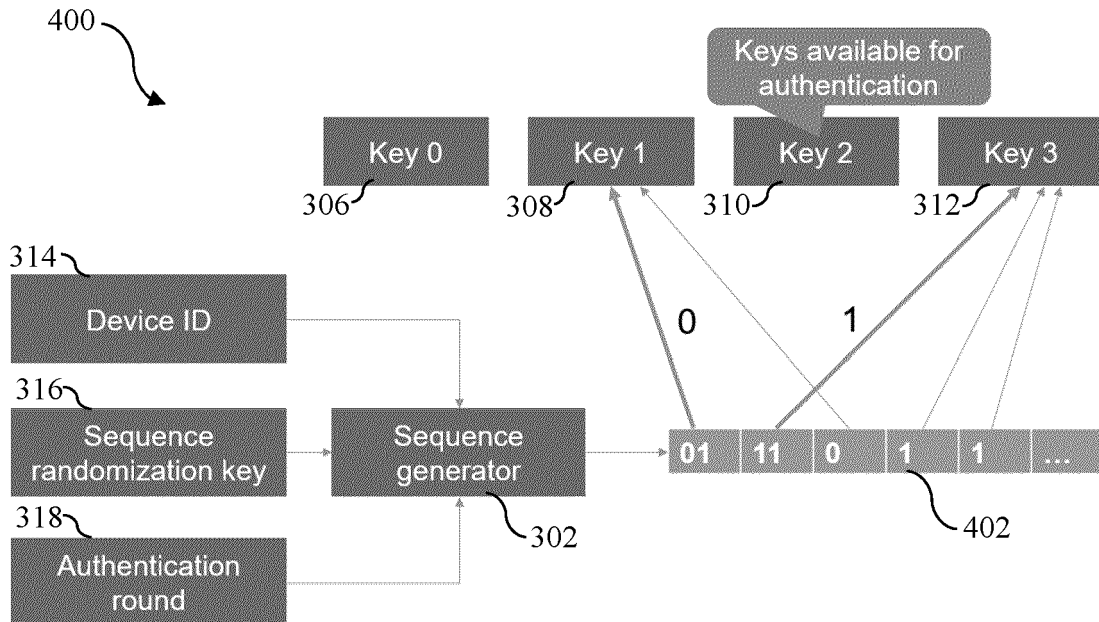 400
Keys available for
authentication
Key 0
Key 1
Key 2
Key 3
306
308
310
312
314
Device ID
0
1
316
Sequence
randomization key
Sequence
generator
01 11 0 1 1 ...
318
302
402
Authentication
round